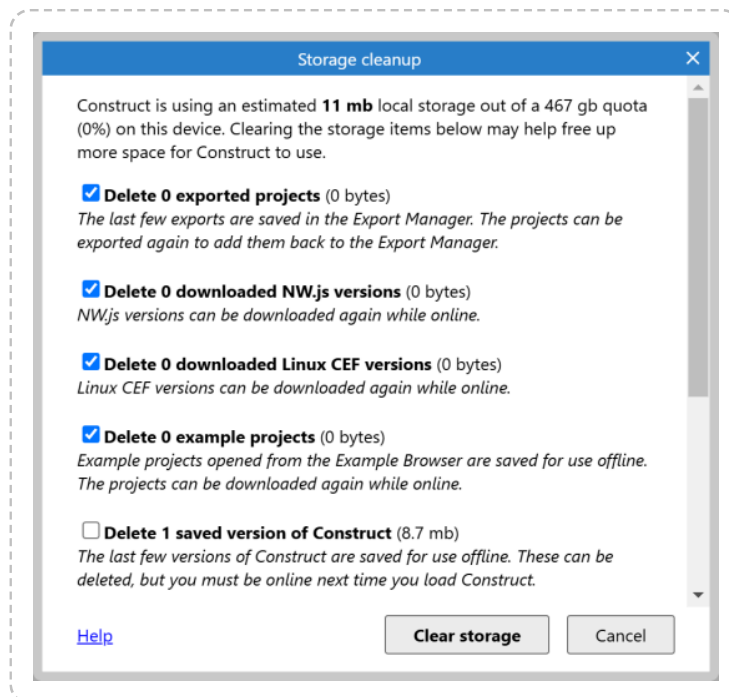 Storage cleanup
Construct is using an estimated 11 mb local storage out of a 467 gb quota
(0%) on this device. Clearing the storage items below may help free up
more space for Construct to use.
Delete 0 exported projects (0 bytes)
The last few exports are saved in the Export Manager. The projects can be
exported again to add them back to the Export Manager.
Delete 0 downloaded NW.js versions (0 bytes)
NW.js versions can be downloaded again while online.
Delete 0 downloaded Linux CEF versions (0 bytes)
Linux CEF versions can be downloaded again while online.
Delete 0 example projects (0 bytes)
Example projects opened from the Example Browser are saved for use offline.
The projects can be downloaded again while online.
Delete 1 saved version of Construct (8.7 mb)
The last few versions of Construct are saved for use offline. These can be
deleted, but you must be online next time you load Construct.
Help
Clear storage
Cancel